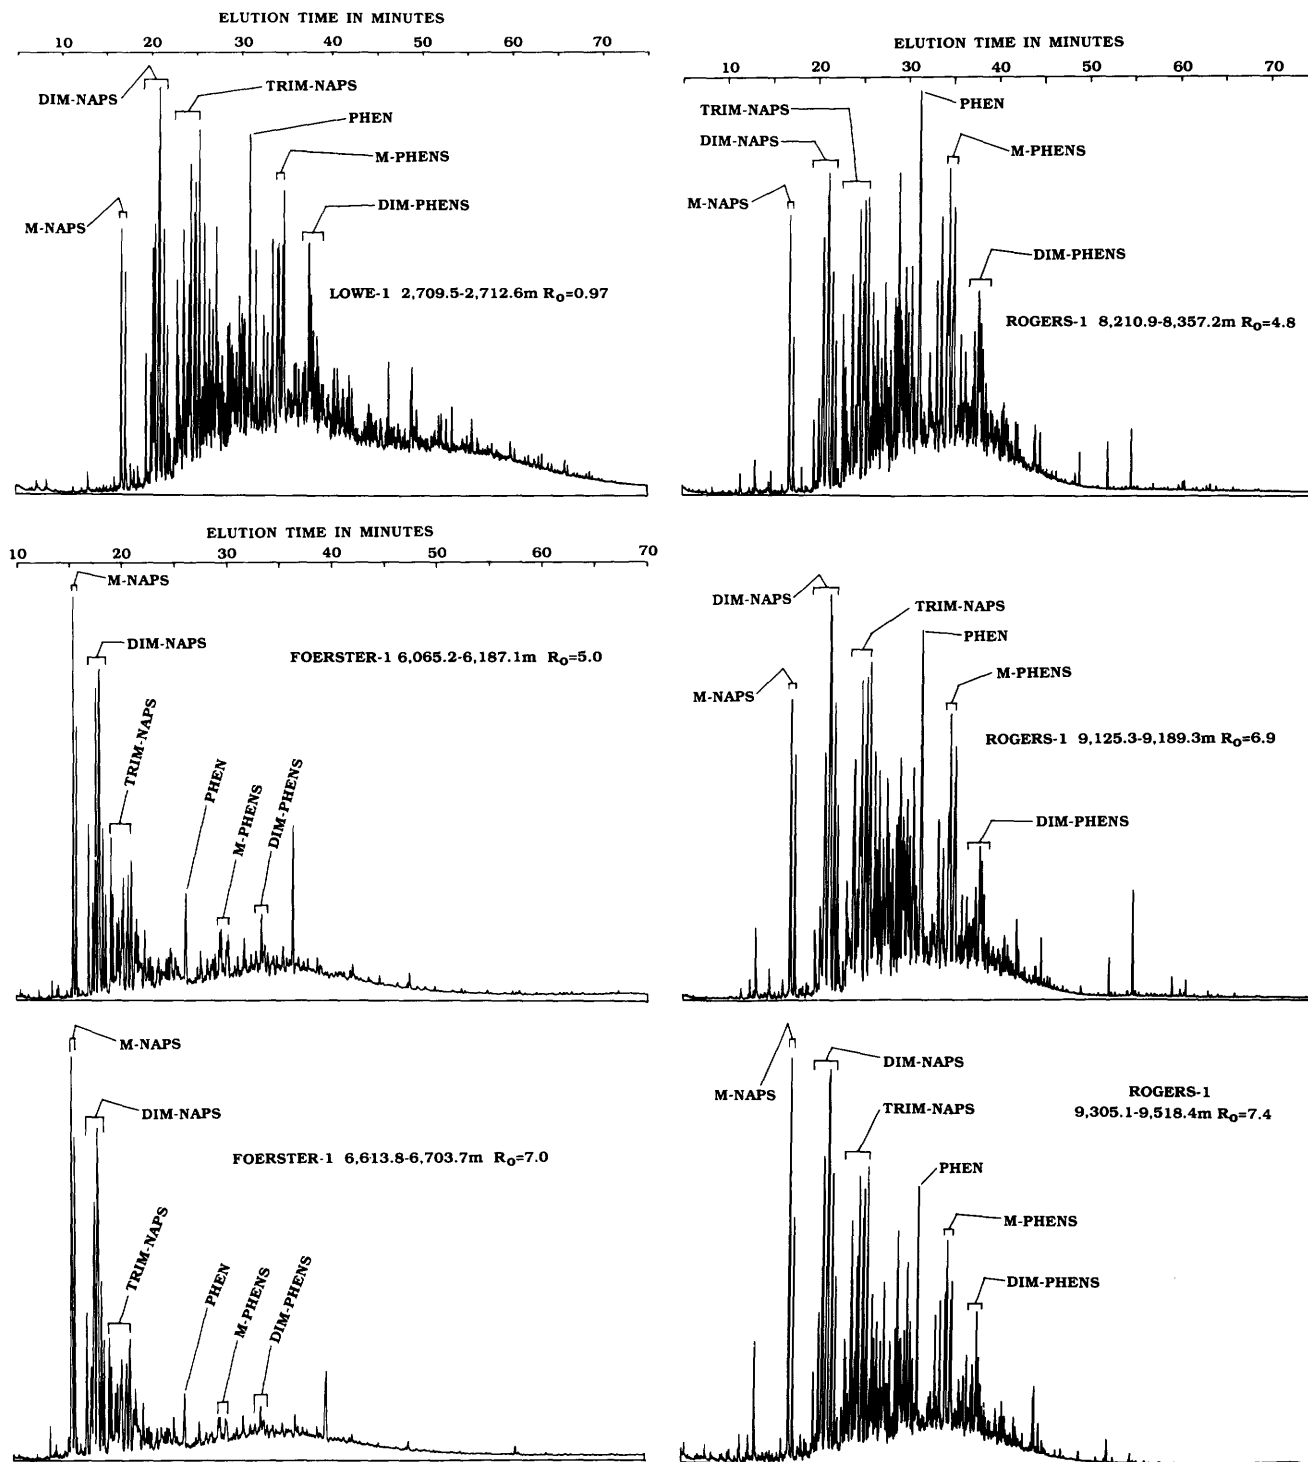 ELUTION TIME IN MINUTES
10 20 30 40 50 60 70
DIM-NAPS
TRIM-NAPS
PHEN
M-PHENS
DIM-PHENS
M-NAPS
LOWE-1 2,709.5-2,712.6m Ro=0.97
ELUTION TIME IN MINUTES
10 20 30 40 50 60 70
TRIM-NAPS
PHEN
DIM-NAPS
M-PHENS
M-NAPS
DIM-PHENS
ROGERS-1 8,210.9-8,357.2m Ro=4.8
ELUTION TIME IN MINUTES
10 20 30 40 50 60 70
M-NAPS
DIM-NAPS
FOERSTER-1 6,065.2-6,187.1m Ro=5.0
TRIM-NAPS
PHEN
M-PHENS
DIM-PHENS
DIM-NAPS
TRIM-NAPS
PHEN
M-NAPS
M-PHENS
ROGERS-1 9,125.3-9,189.3m Ro=6.9
DIM-PHENS
M-NAPS
DIM-NAPS
FOERSTER-1 6,613.8-6,703.7m Ro=7.0
TRIM-NAPS
PHEN
M-PHENS
DIM-PHENS
M-NAPS
DIM-NAPS
ROGERS-1
9,305.1-9,518.4m Ro=7.4
TRIM-NAPS
PHEN
M-PHENS
DIM-PHENS